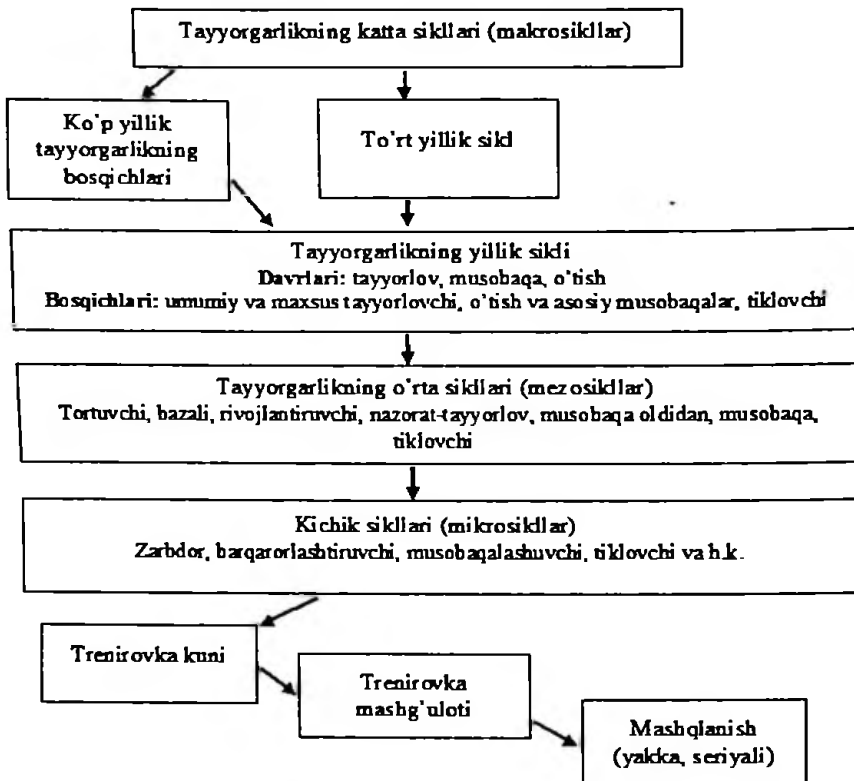 Tayyorgarlikning katta sikllari (makrosikllar)
Ko'p yillik
tayyorgarlikning
bosqichlari
To'rt yillik sikl
Tayyorgarlikning yillik sikli
Davrlari: tayyorlov, musobaqa, o'tish
Bosqichlari: umumiy va maxsus tayyorlovchi, o'tish va asosiy musobaqalar, tiklovchi
Tayyorgarlikning o'rta sikllari (mezosikllar)
Tortuvchi, bazali, rivojlantiruvchi, nazorat-tayyorlov, musobaqa oldidan, musobaqa,
tiklovchi
Kichik sikllari (mikrosikllar)
Zarbdor, barqarorlashtiruvchi, musobaqalashuvchi, tiklovchi va h.k.
Trenirovka kuni
Trenirovka
mashg'uloti
Mashqlanish
(yakka, seriyali)